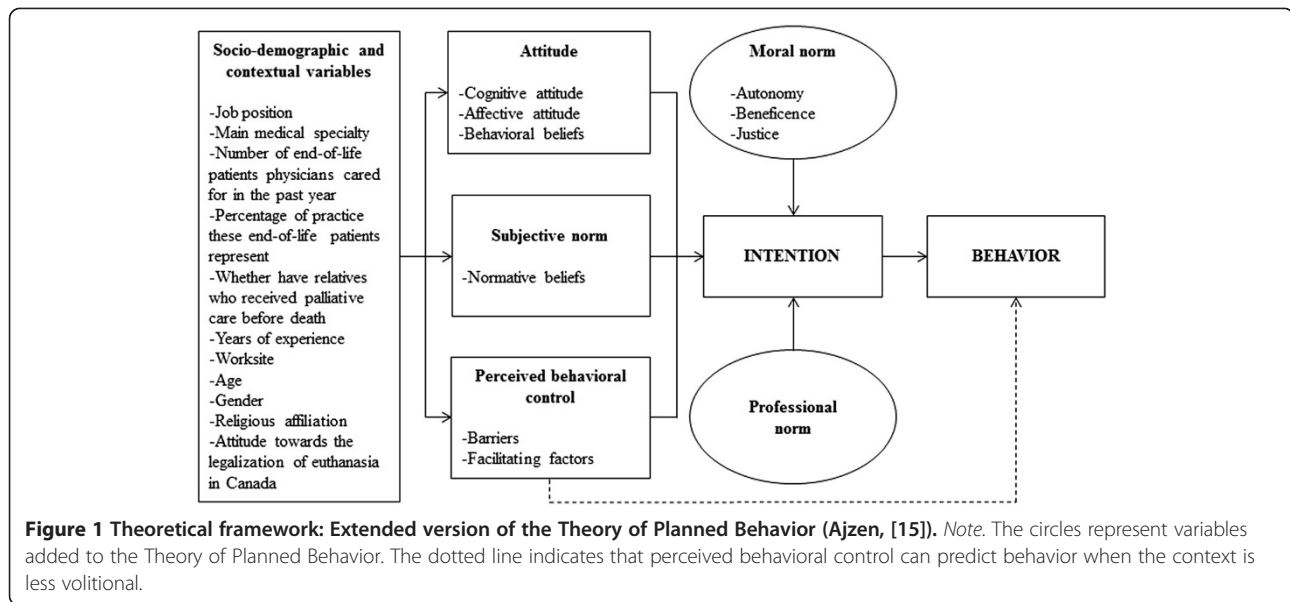 Socio-demographic and
contextual variables
-Job position
-Main medical specialty
-Number of end-of-life
patients physicians cared
for in the past year
-Percentage of practice
these end-of-life patients
represent
-Whether have relatives
who received palliative
care before death
-Years of experience
-Worksite
-Age
-Gender
-Religious affiliation
-Attitude towards the
legalization of euthanasia
in Canada
Attitude
-Cognitive attitude
-Affective attitude
-Behavioral beliefs
Subjective norm
-Normative beliefs
Perceived behavioral
control
-Barriers
-Facilitating factors
Moral norm
-Autonomy
-Beneficence
-Justice
INTENTION
BEHAVIOR
Professional
norm
Figure 1 Theoretical framework: Extended version of the Theory of Planned Behavior (Ajzen, [15]). Note. The circles represent variables
added to the Theory of Planned Behavior. The dotted line indicates that perceived behavioral control can predict behavior when the context is
less volitional.